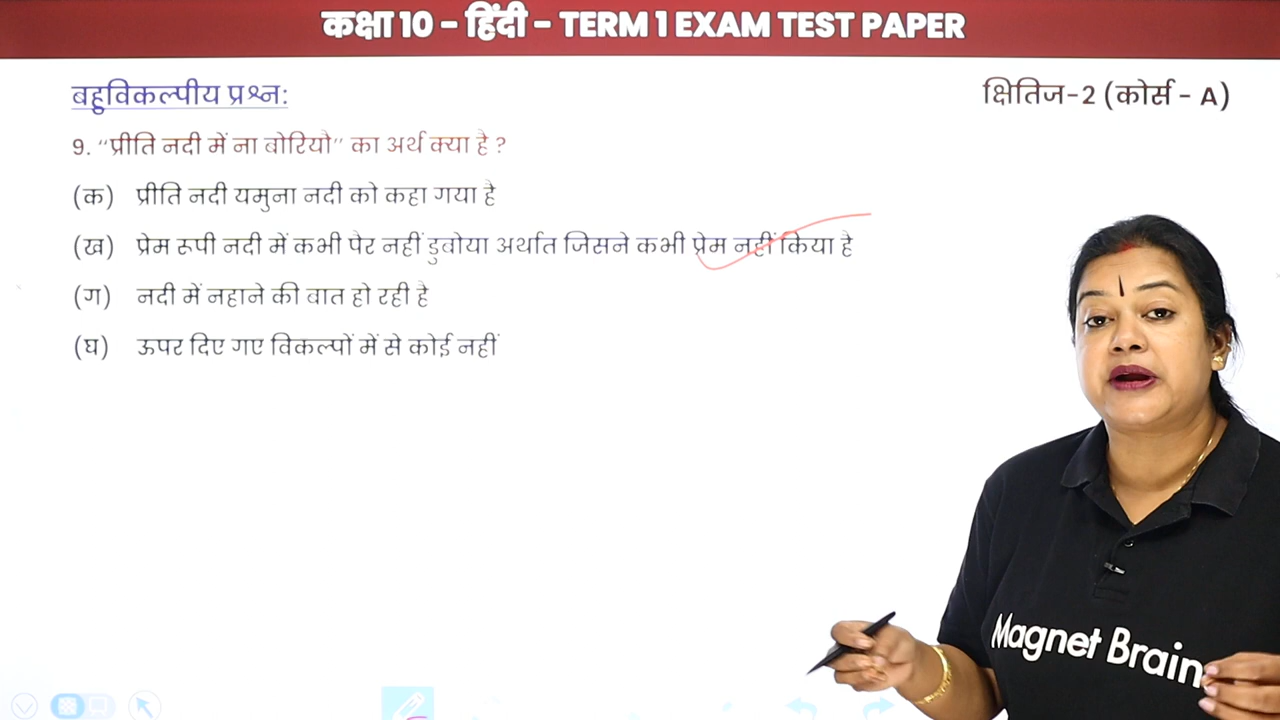 कक्षा 10 – हिंदी – TERM 1 EXAM TEST PAPER
बहुविकल्पीय प्रश्न:
क्षितिज-2 (कोर्स - A)
9. “प्रीति नदी में ना बोरियौ” का अर्थ क्या है ?
(क) प्रीति नदी यमुना नदी को कहा गया है
(ख) प्रेम रूपी नदी में कभी पैर नहीं डुबोया अर्थात जिसने कभी प्रेम नहीं किया है
(ग) नदी में नहाने की बात हो रही है
(घ) ऊपर दिए गए विकल्पों में से कोई नहीं
Magnet Brain